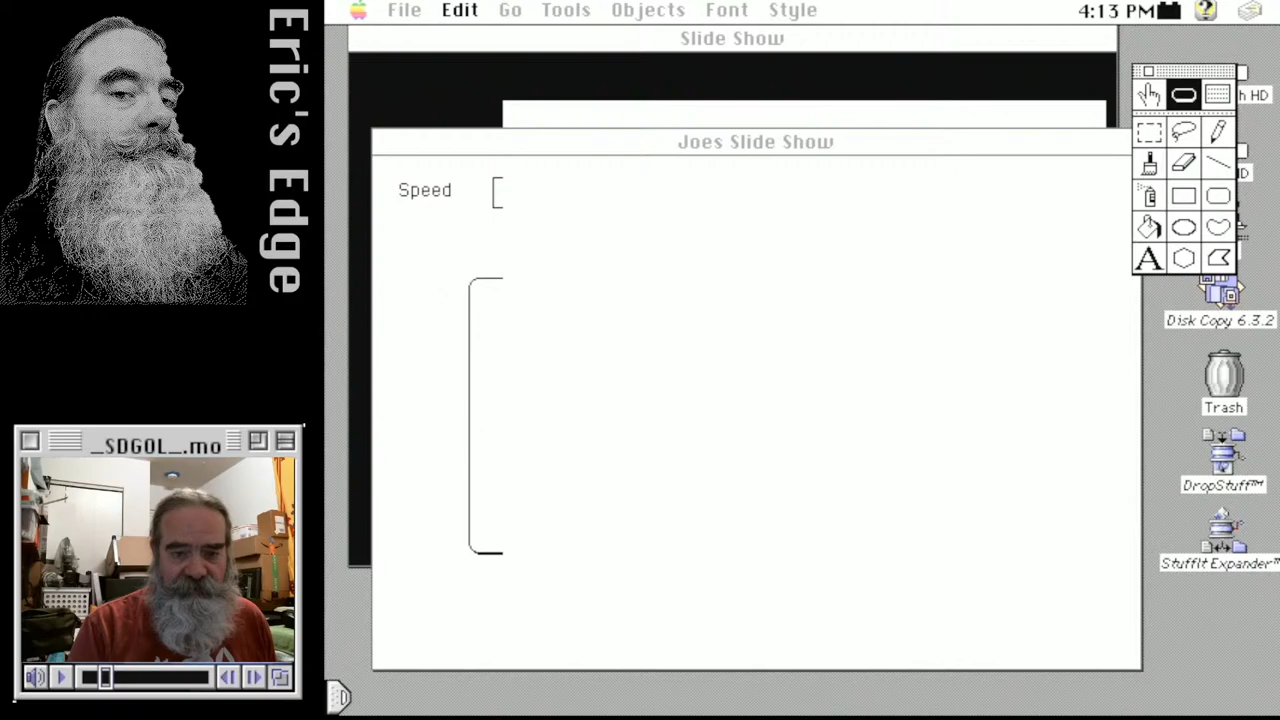 Eric's Edge
File Edit Go Tools Objects Font Style
4:13 PM
Slide Show
h HD
Joes Slide Show
Speed
D
A
Disk Copy 6.3.2
Trash
_SDGOL_.mo
DropStuff™
StuffIt Expander™